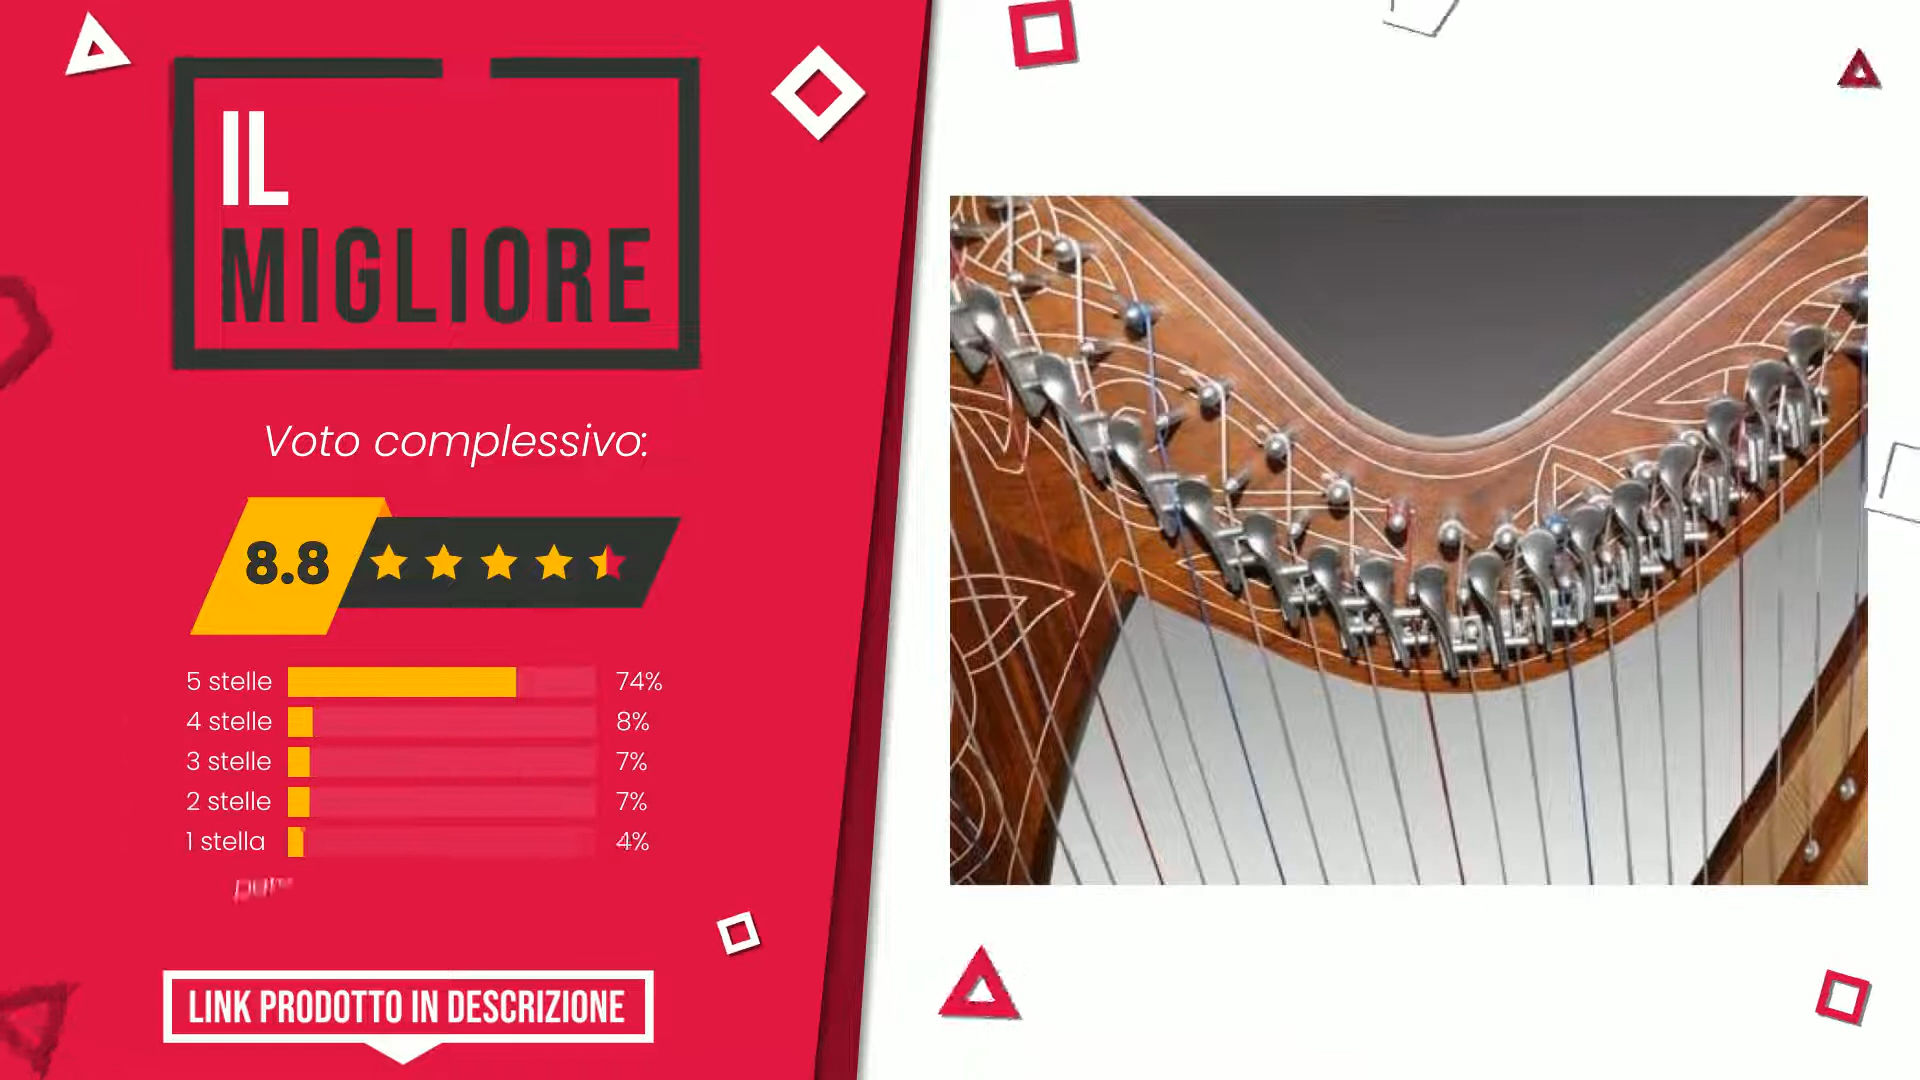 IL
MIGLIORE
Voto complessivo:
8.8
5 stelle 74%
4 stelle 8%
3 stelle 7%
2 stelle 7%
1 stella 4%
LINK PRODOTTO IN DESCRIZIONE